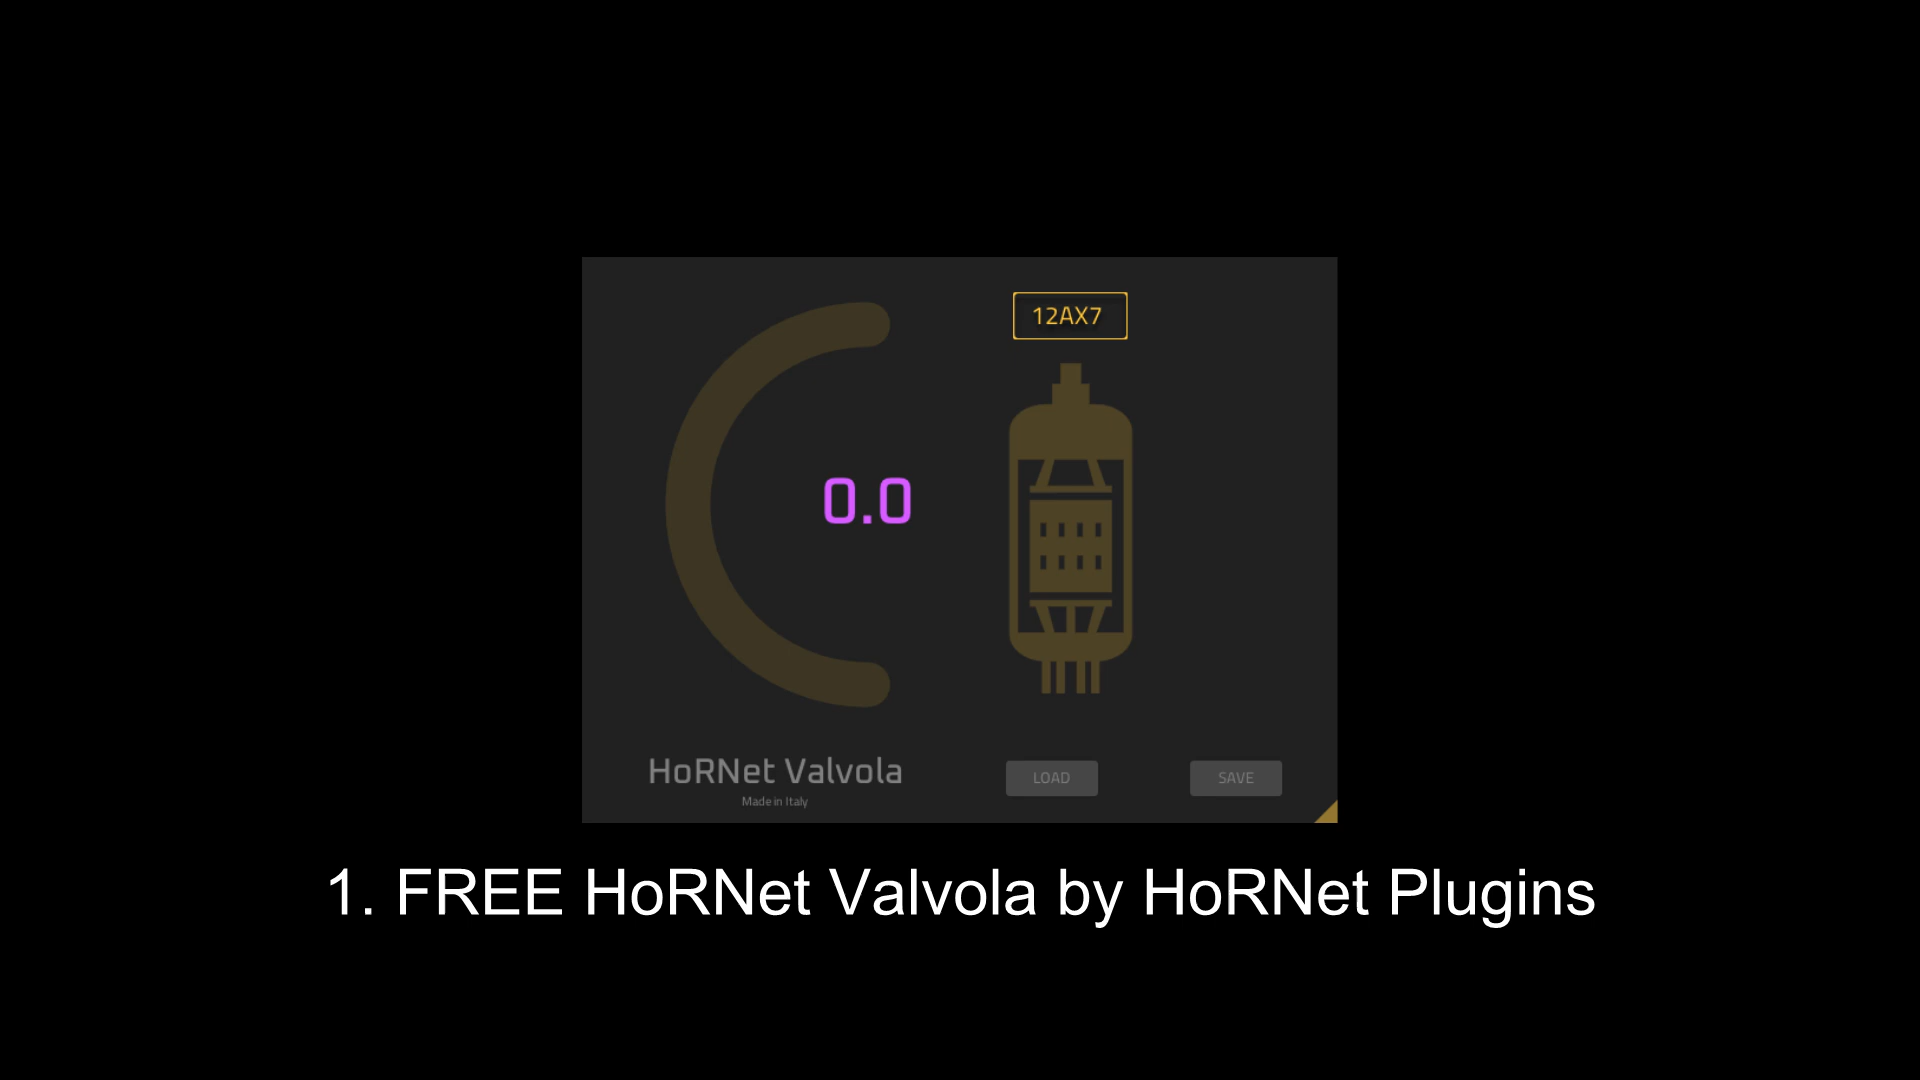 12AX7
0.0
HoRNet Valvola
Made in Italy
LOAD
SAVE
1. FREE HoRNet Valvola by HoRNet Plugins